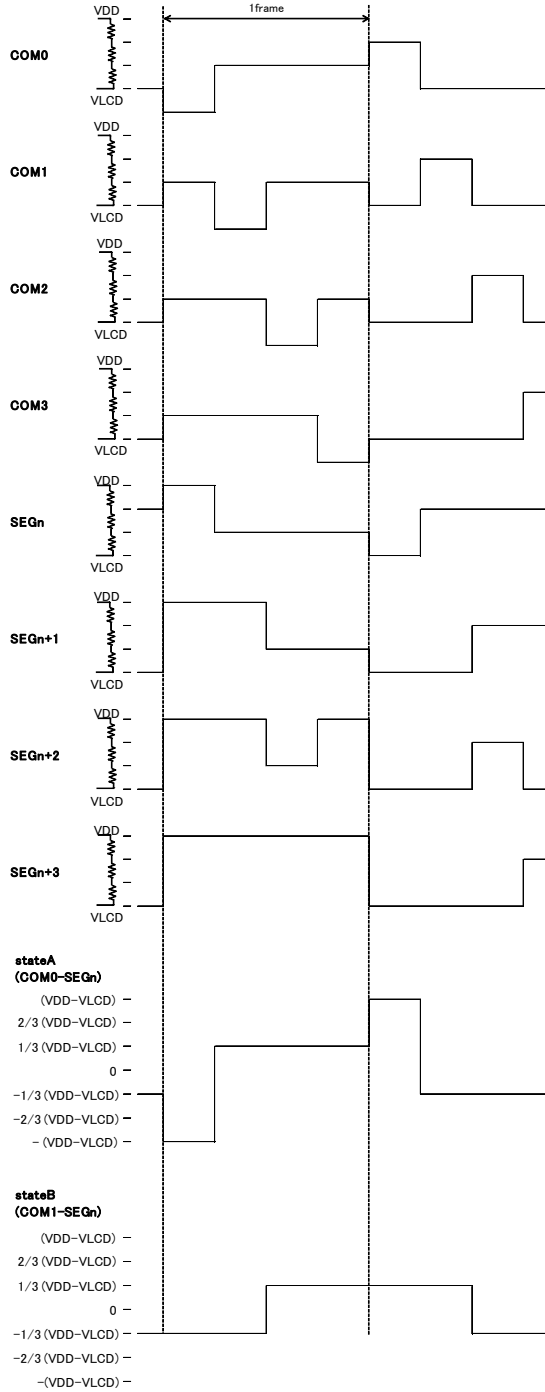 1frame
VDD
COM0
VLCD
VDD
COM1
VLCD
VDD
COM2
VLCD
VDD
COM3
VLCD
VDD
SEGn
VLCD
VDD
SEGn+1
VLCD
VDD
SEGn+2
VLCD
VDD
SEGn+3
VLCD
stateA
(COM0-SEGn)
(VDD-VLCD)
2/3(VDD-VLCD)
1/3(VDD-VLCD)
0
-1/3(VDD-VLCD)
-2/3(VDD-VLCD)
-(VDD-VLCD)
stateB
(COM1-SEGn)
(VDD-VLCD)
2/3(VDD-VLCD)
1/3(VDD-VLCD)
0
-1/3(VDD-VLCD)
-2/3(VDD-VLCD)
-(VDD-VLCD)